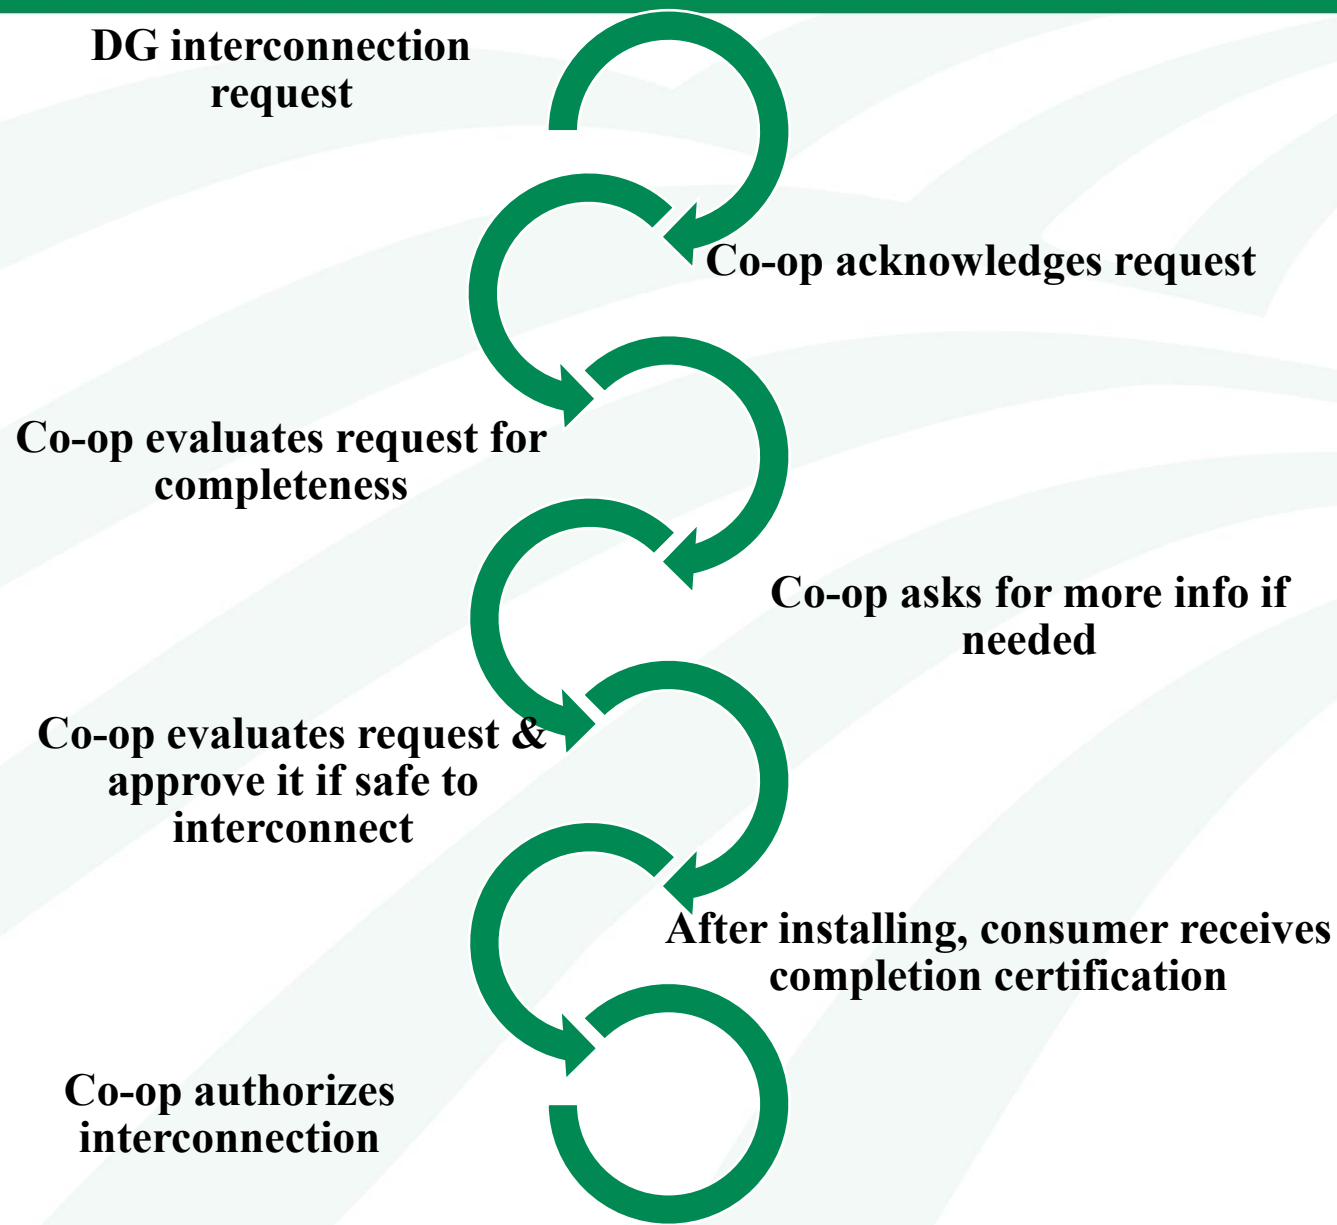 DG interconnection
request
Co-op acknowledges request
Co-op evaluates request for
completeness
Co-op asks for more info if
needed
Co-op evaluates request &
approve it if safe to
interconnect
After installing, consumer receives
completion certification
Co-op authorizes
interconnection